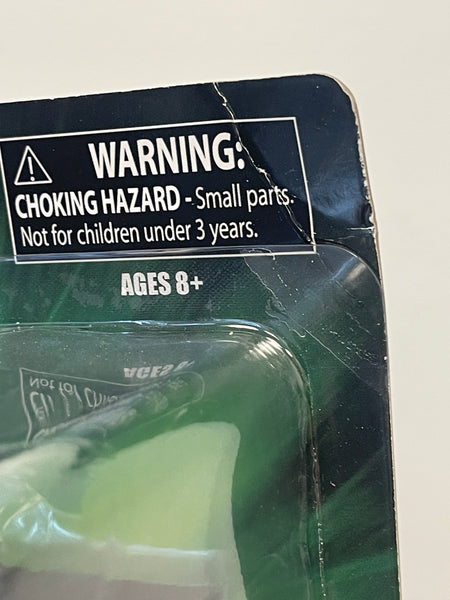 WARNING:
CHOKING HAZARD - Small parts.
Not for children under 3 years.
AGES 8+